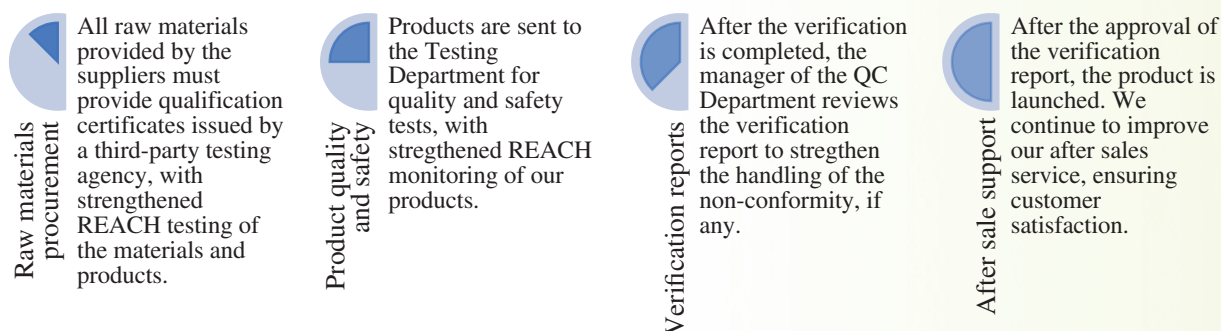 All raw materials
provided by the
suppliers must
provide qualification
certificates issued by
a third-party testing
agency, with
strengthened
REACH testing of
the materials and
products.
Raw materials
procurement
Products are sent to
the Testing
Department for
quality and safety
tests, with
stregthened REACH
monitoring of our
products.
Product quality
and safety
After the verification
is completed, the
manager of the QC
Department reviews
the verification
report to stregthen
the handling of the
non-conformity, if
any.
Verification reports
After the approval of
the verification
report, the product is
launched. We
continue to improve
our after sales
service, ensuring
customer
satisfaction.
After sale support